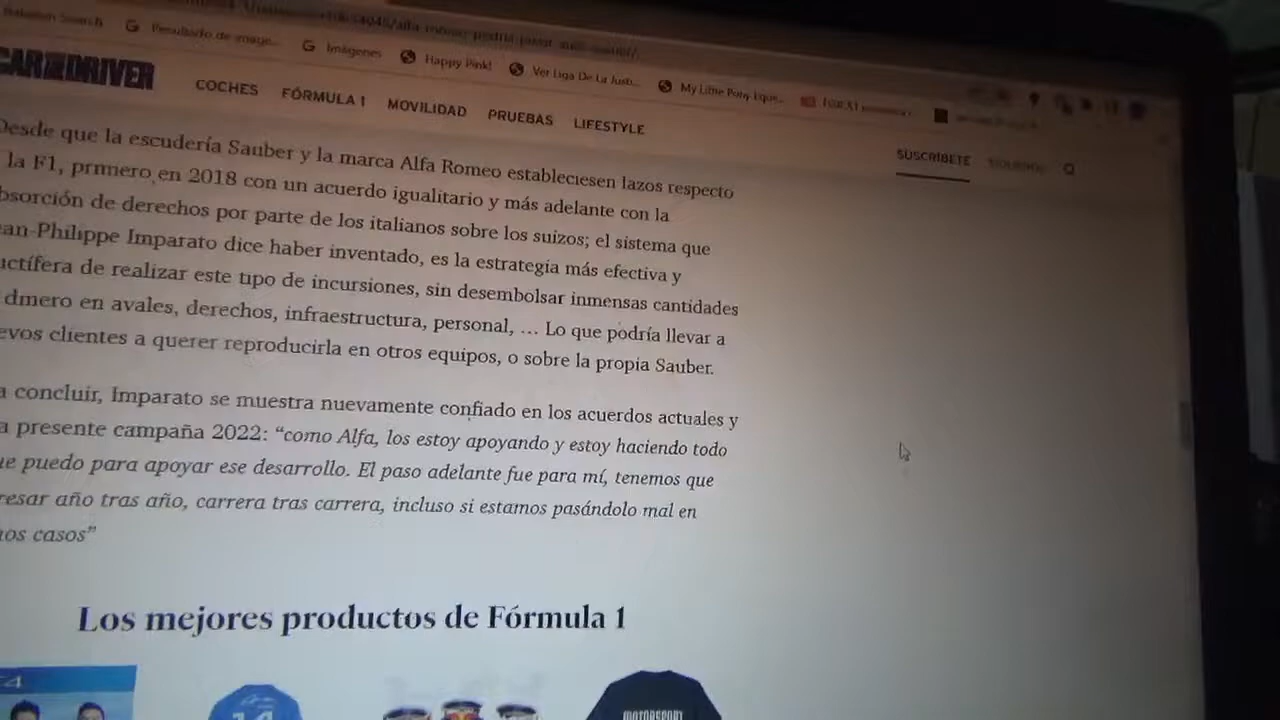 Search
Resultado de image...
Imágenes
Happy Pink!
Ver Liga De La Justi...
My Little Pony Eque...
CAR AND DRIVER
COCHES FÓRMULA 1 MOVILIDAD PRUEBAS LIFESTYLE
SUSCRÍBETE
Desde que la escudería Sauber y la marca Alfa Romeo estableciesen lazos respecto
la F1, primero en 2018 con un acuerdo igualitario y más adelante con la
bsorción de derechos por parte de los italianos sobre los suizos; el sistema que
ean-Philippe Imparato dice haber inventado, es la estrategia más efectiva y
uctífera de realizar este tipo de incursiones, sin desembolsar inmensas cantidades
dinero en avales, derechos, infraestructura, personal, … Lo que podría llevar a
evos clientes a querer reproducirla en otros equipos, o sobre la propia Sauber.
a concluir, Imparato se muestra nuevamente confiado en los acuerdos actuales y
a presente campaña 2022: “como Alfa, los estoy apoyando y estoy haciendo todo
ue puedo para apoyar ese desarrollo. El paso adelante fue para mí, tenemos que
resar año tras año, carrera tras carrera, incluso si estamos pasándolo mal en
nos casos”
Los mejores productos de Fórmula 1
14
MOTORSPORT